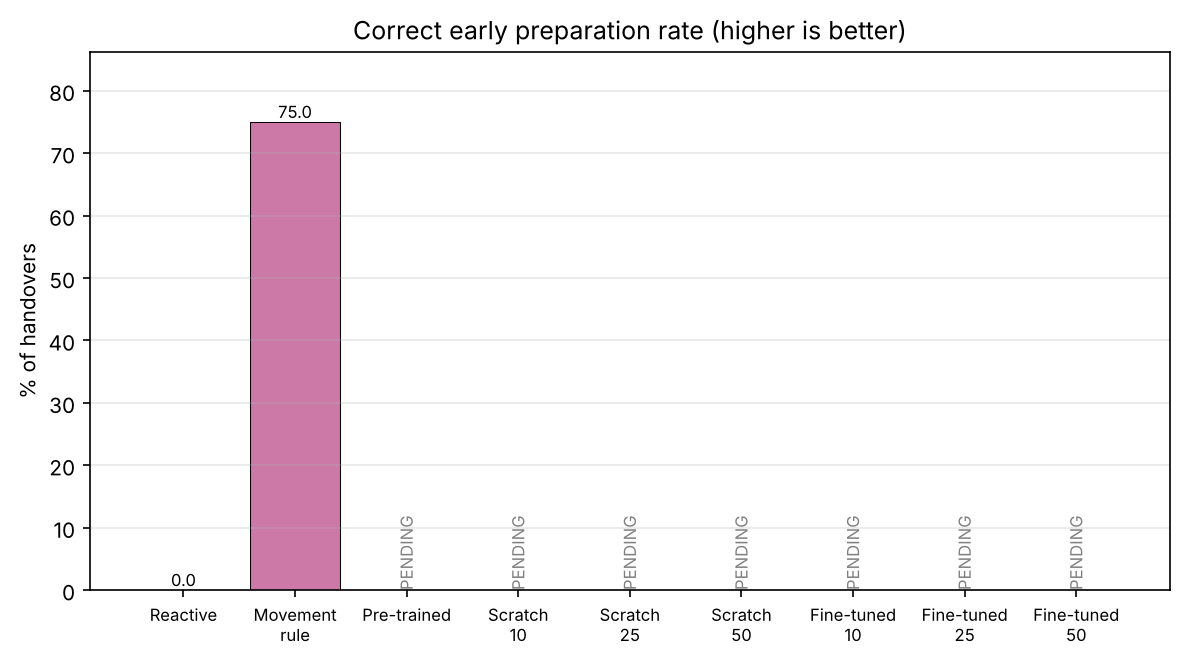 Correct early preparation rate (higher is better)
% of handovers
80
70
60
50
40
30
20
10
0
0.0
75.0
PENDING
PENDING
PENDING
PENDING
PENDING
PENDING
PENDING
Reactive
Movement
rule
Pre-trained
Scratch
10
Scratch
25
Scratch
50
Fine-tuned
10
Fine-tuned
25
Fine-tuned
50